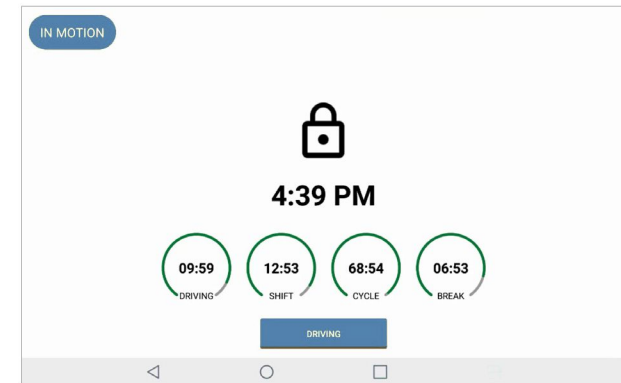 IN MOTION
4:39 PM
09:59 12:53 68:54 06:53
DRIVING SHIFT CYCLE BREAK
DRIVING